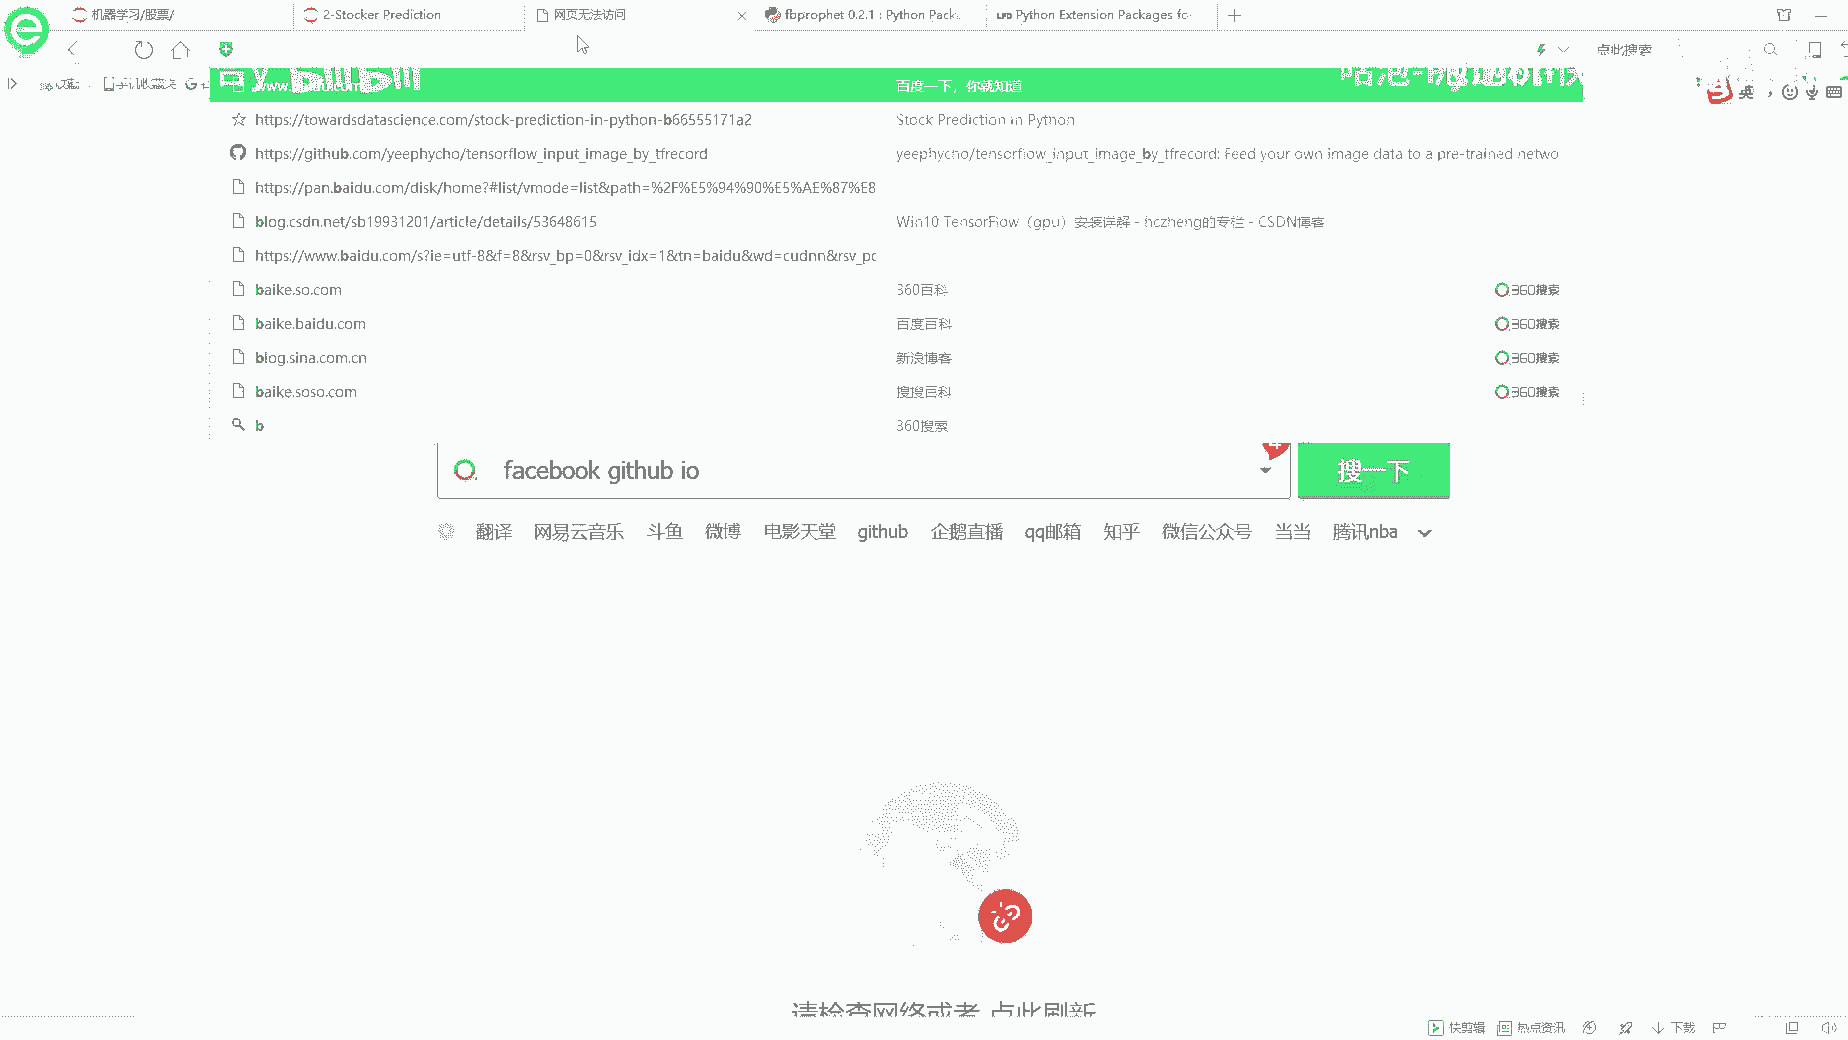 机器学习/股票/
2-Stocker Prediction
网页无法访问
fbprophet 0.2.1 : Python Pack
Python Extension Packages fo
点此搜索
英
百度一下，你就知道
https://towardsdatascience.com/stock-prediction-in-python-b66555171a2 Stock Prediction in Python
https://github.com/yeephycho/tensorflow_input_image_by_tfrecord yeephycho/tensorflow_input_image_by_tfrecord: Feed your own image data to a pre-trained netwo
https://pan.baidu.com/disk/home?#list/vmode=list&path=%2F%E5%94%90%E5%AE%87%E8
blog.csdn.net/sb19931201/article/details/53648615 Win10 TensorFlow（gpu）安装详解 - hczheng的专栏 - CSDN博客
https://www.baidu.com/s?ie=utf-8&f=8&rsv_bp=0&rsv_idx=1&tn=baidu&wd=cudnn&rsv_pq
baike.so.com 360百科 360搜索
baike.baidu.com 百度百科 360搜索
blog.sina.com.cn 新浪博客 360搜索
baike.soso.com 搜搜百科 360搜索
b 360搜索
facebook github io 搜一下
翻译 网易云音乐 斗鱼 微博 电影天堂 github 企鹅直播 qq邮箱 知乎 微信公众号 当当 腾讯nba
请检查网络或者 点此刷新
快剪辑 热点资讯 下载